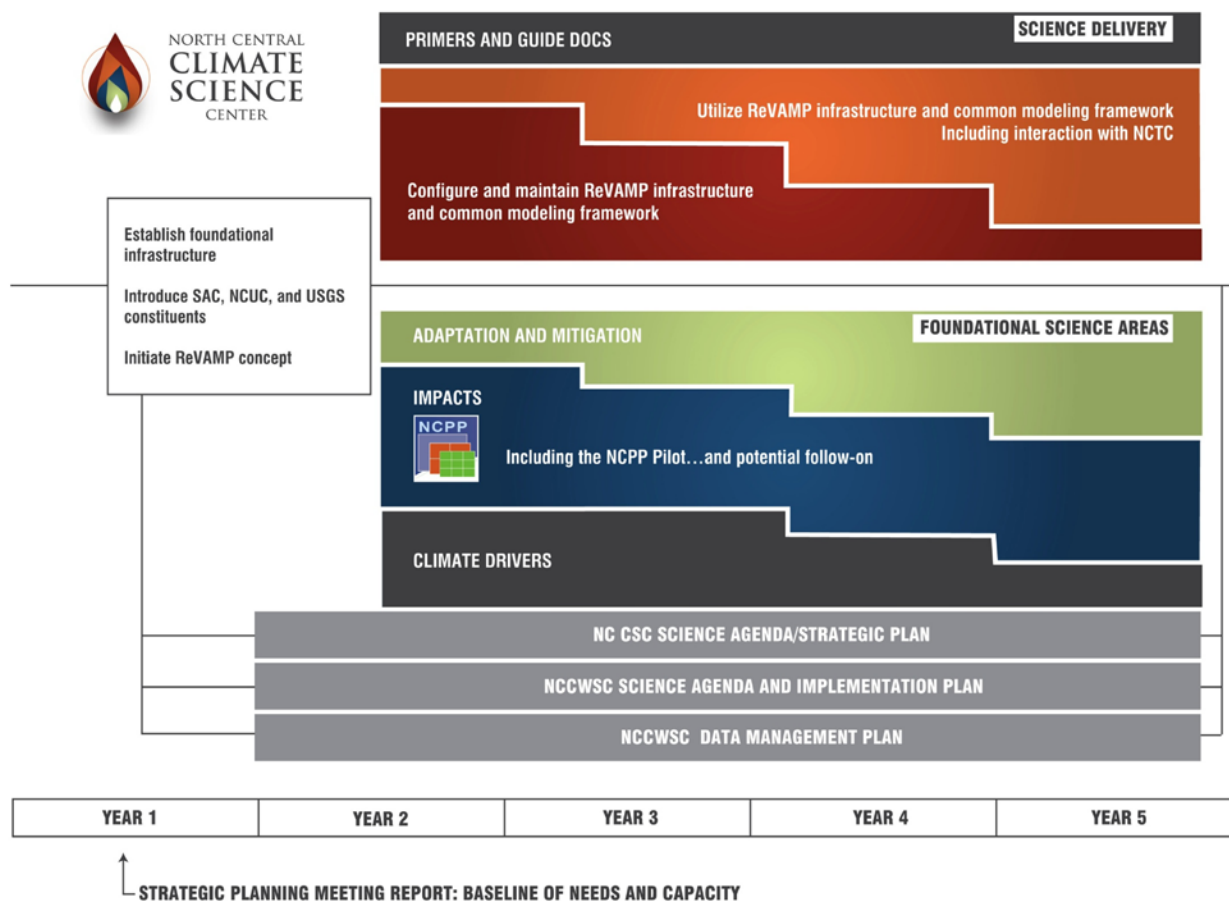 NORTH CENTRAL
CLIMATE
SCIENCE
CENTER
PRIMERS AND GUIDE DOCS
SCIENCE DELIVERY
Utilize ReVAMP infrastructure and common modeling framework
Including interaction with NCTC
Configure and maintain ReVAMP infrastructure
and common modeling framework
Establish foundational
infrastructure
Introduce SAC, NCUC, and USGS
constituents
Initiate ReVAMP concept
ADAPTATION AND MITIGATION
FOUNDATIONAL SCIENCE AREAS
IMPACTS
NCPP
Including the NCPP Pilot...and potential follow-on
CLIMATE DRIVERS
NC CSC SCIENCE AGENDA/STRATEGIC PLAN
NCCWSC SCIENCE AGENDA AND IMPLEMENTATION PLAN
NCCWSC DATA MANAGEMENT PLAN
YEAR 1
YEAR 2
YEAR 3
YEAR 4
YEAR 5
STRATEGIC PLANNING MEETING REPORT: BASELINE OF NEEDS AND CAPACITY